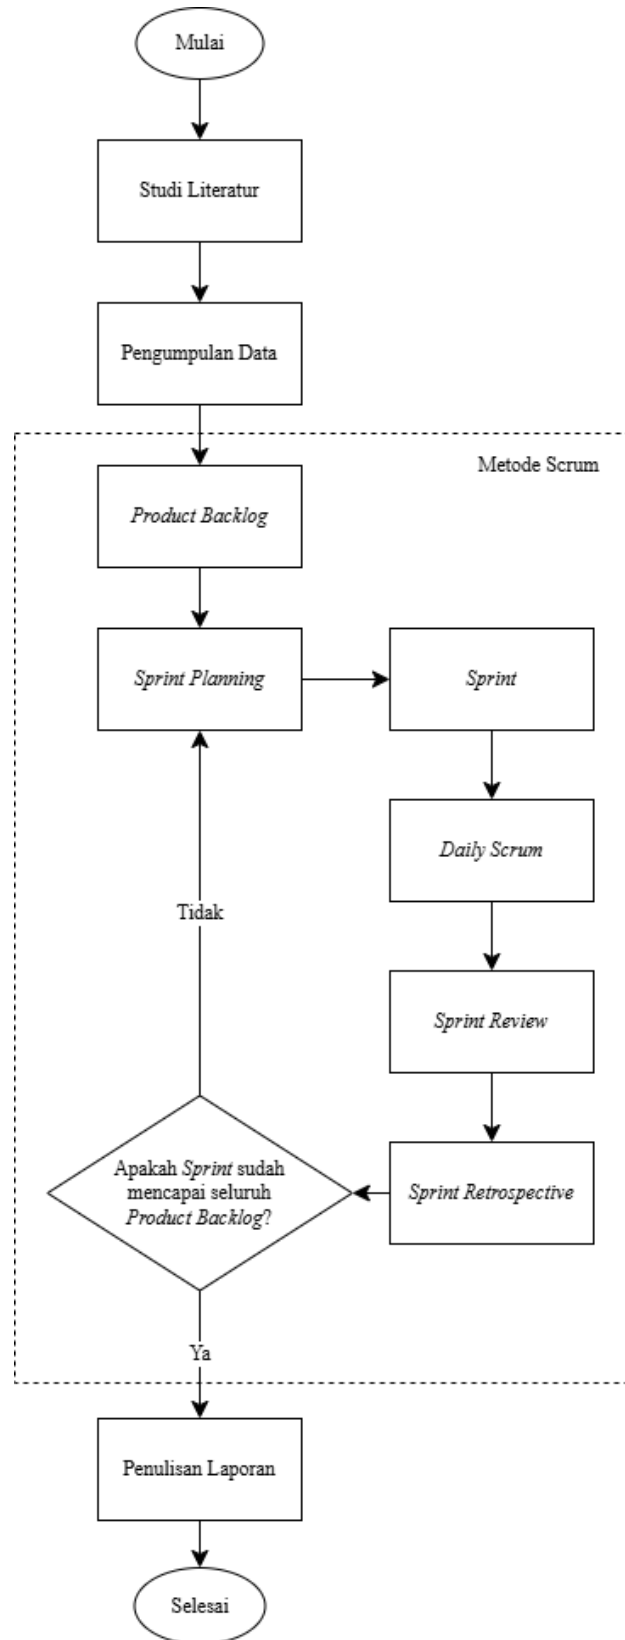 Mulai
Studi Literatur
Pengumpulan Data
Metode Scrum
Product Backlog
Sprint Planning
Sprint
Daily Scrum
Tidak
Sprint Review
Apakah Sprint sudah
mencapai seluruh
Product Backlog?
Sprint Retrospective
Ya
Penulisan Laporan
Selesai